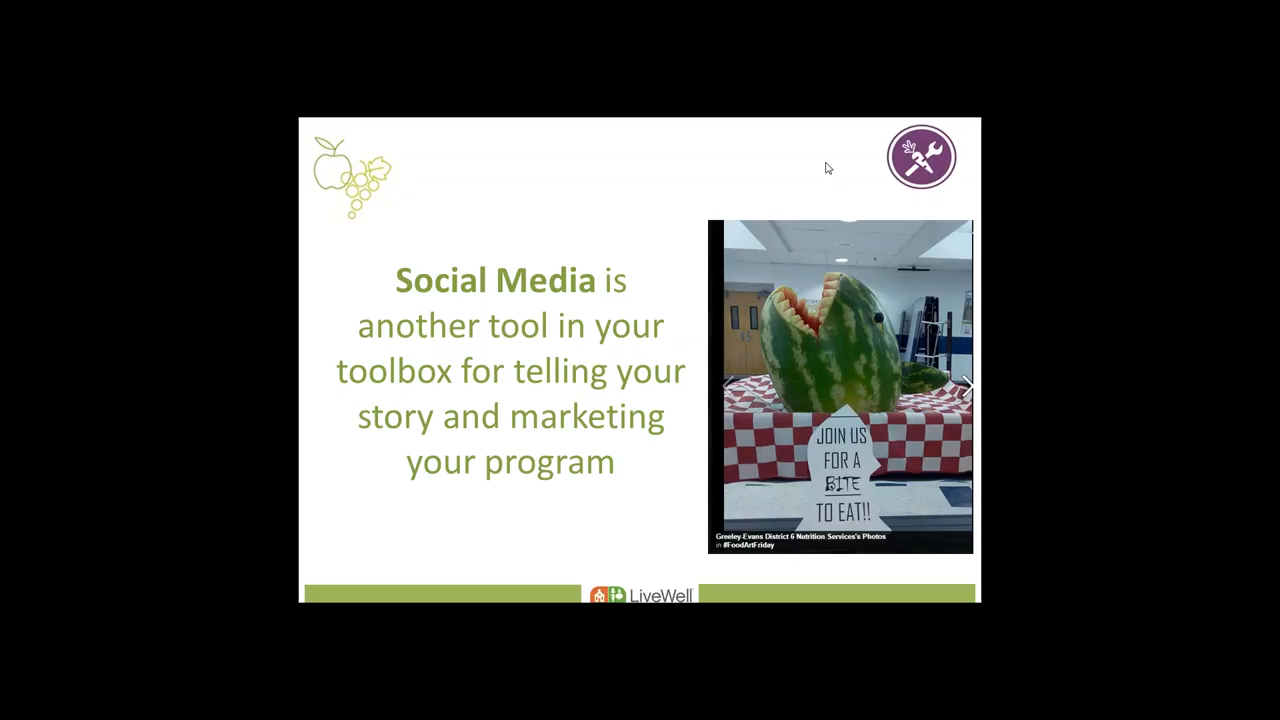 Social Media is
another tool in your
toolbox for telling your
story and marketing
your program
JOIN US
FOR A
BITE
TO EAT!!
Greeley-Evans District 6 Nutrition Services's Photos
in #FoodArtFriday
LiveWell